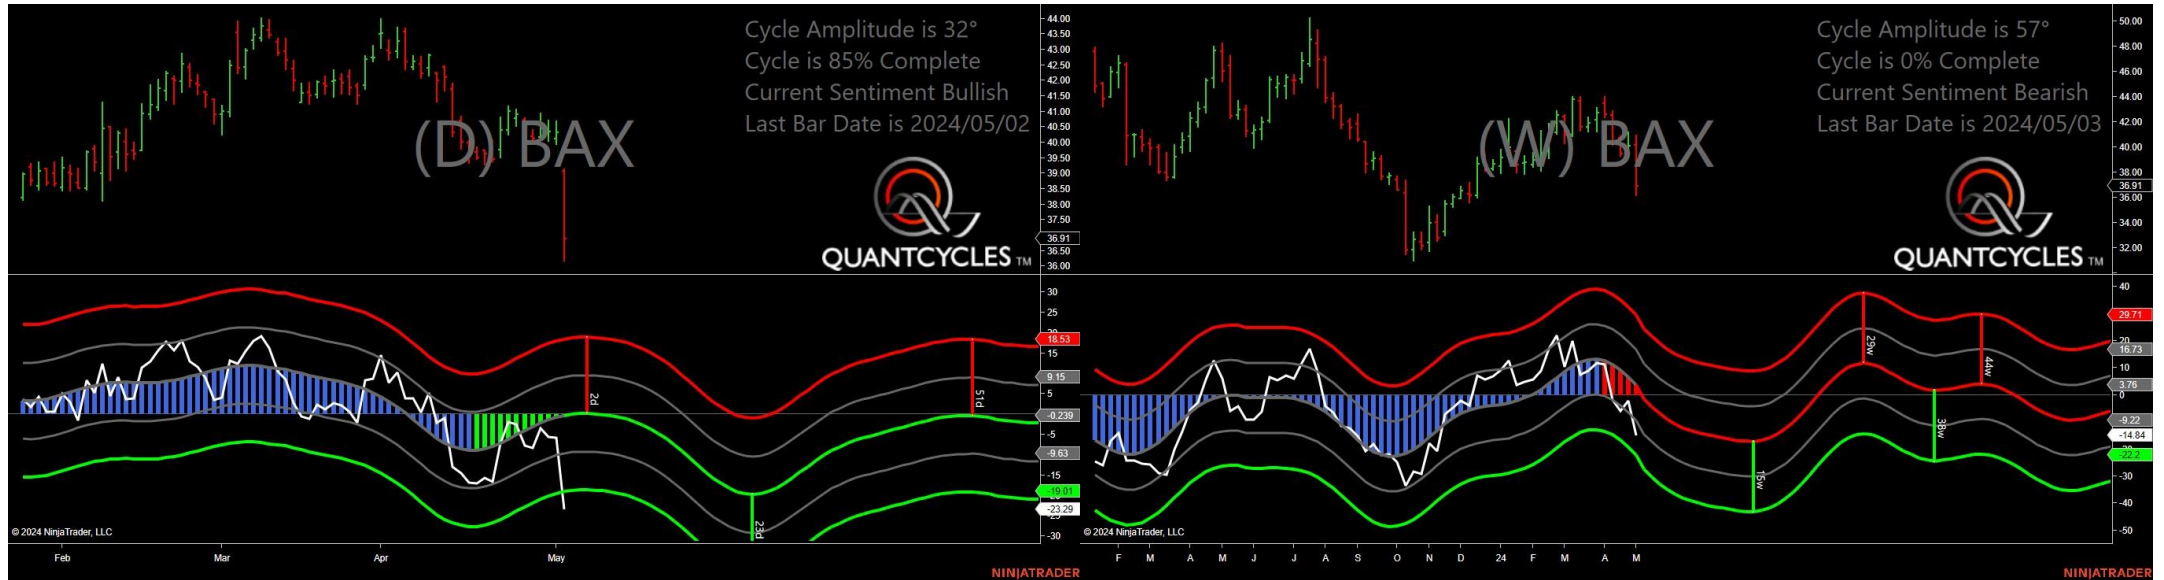 Cycle Amplitude is 32°
Cycle is 85% Complete
Current Sentiment Bullish
Last Bar Date is 2024/05/02
(D) BAX
QUANTCYCLES TM
44.00
43.50
43.00
42.50
42.00
41.50
41.00
40.50
40.00
39.50
39.00
38.50
38.00
37.50
36.91
36.50
36.00
30
25
18.53
15
9.15
5
-0.239
-5
-9.63
-15
-19.01
-23.29
-30
2d
23d
51d
© 2024 NinjaTrader, LLC
Feb Mar Apr May
NINJATRADER
Cycle Amplitude is 57°
Cycle is 0% Complete
Current Sentiment Bearish
Last Bar Date is 2024/05/03
(W) BAX
QUANTCYCLES TM
50.00
48.00
46.00
44.00
42.00
40.00
38.00
36.91
36.00
34.00
32.00
40
29.71
20
16.73
10
3.76
0
-9.22
-14.84
-22.2
-30
-40
-50
15w
29w
38w
44w
© 2024 NinjaTrader, LLC
F M A M J J A S O N D 24 F M A M
NINJATRADER